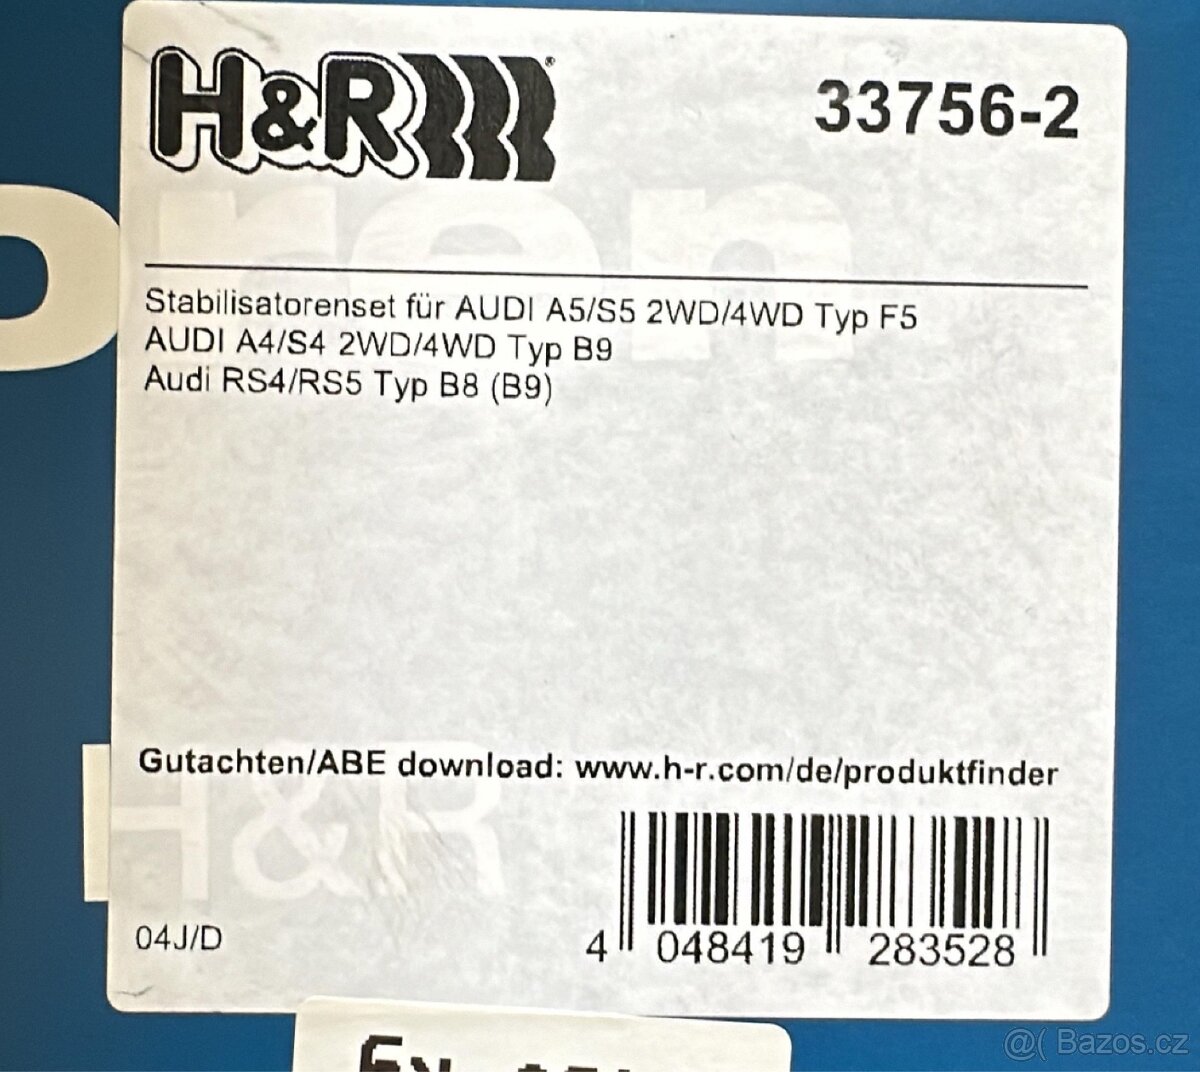 H&R®
33756-2
ren
Stabilisatorenset für AUDI A5/S5 2WD/4WD Typ F5
AUDI A4/S4 2WD/4WD Typ B9
Audi RS4/RS5 Typ B8 (B9)
Gutachten/ABE download: www.h-r.com/de/produktfinder
H&R
04J/D
4 048419 283528
@( Bazos.cz